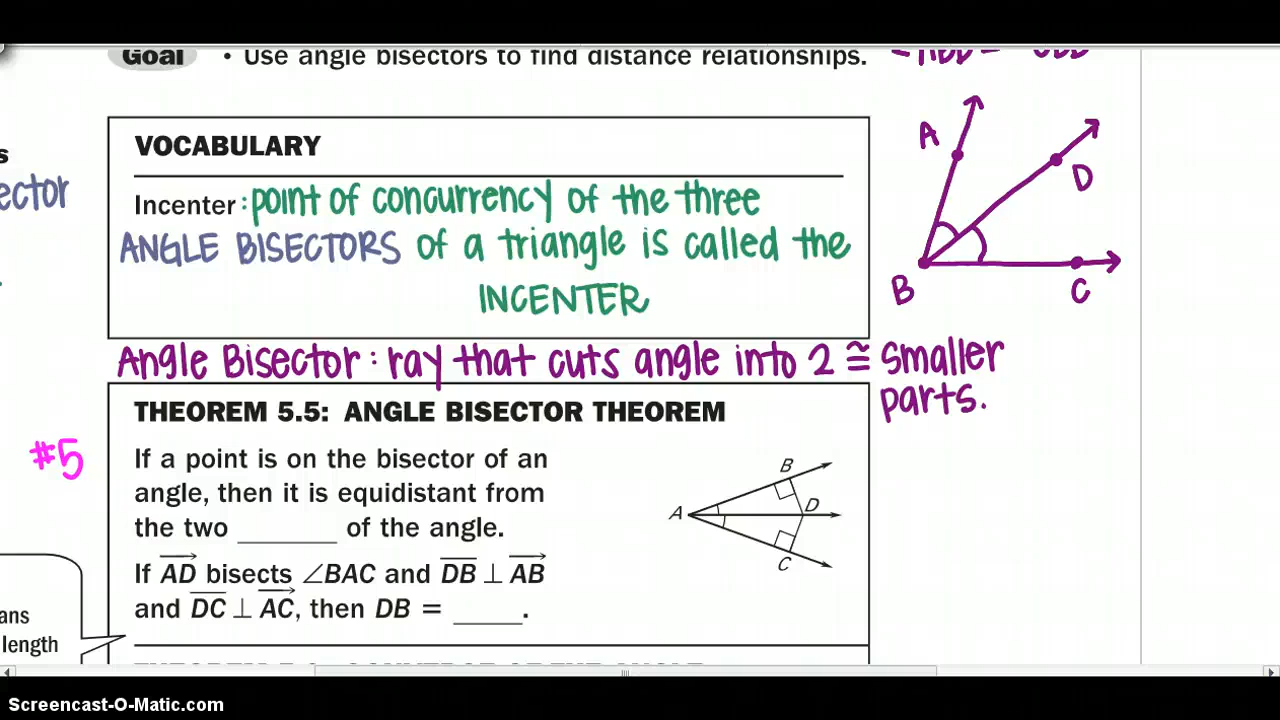 Goal • Use angle bisectors to find distance relationships.
s
VOCABULARY
ector
Incenter : point of concurrency of the three
ANGLE BISECTORS of a triangle is called the
INCENTER
A
D
B
C
Angle Bisector : ray that cuts angle into 2 ≅ smaller
parts.
THEOREM 5.5: ANGLE BISECTOR THEOREM
#5
If a point is on the bisector of an
angle, then it is equidistant from
the two ______ of the angle.
B
A
D
C
If AD bisects ∠BAC and DB ⊥ AB
and DC ⊥ AC, then DB = ____.
ans
length
Screencast-O-Matic.com